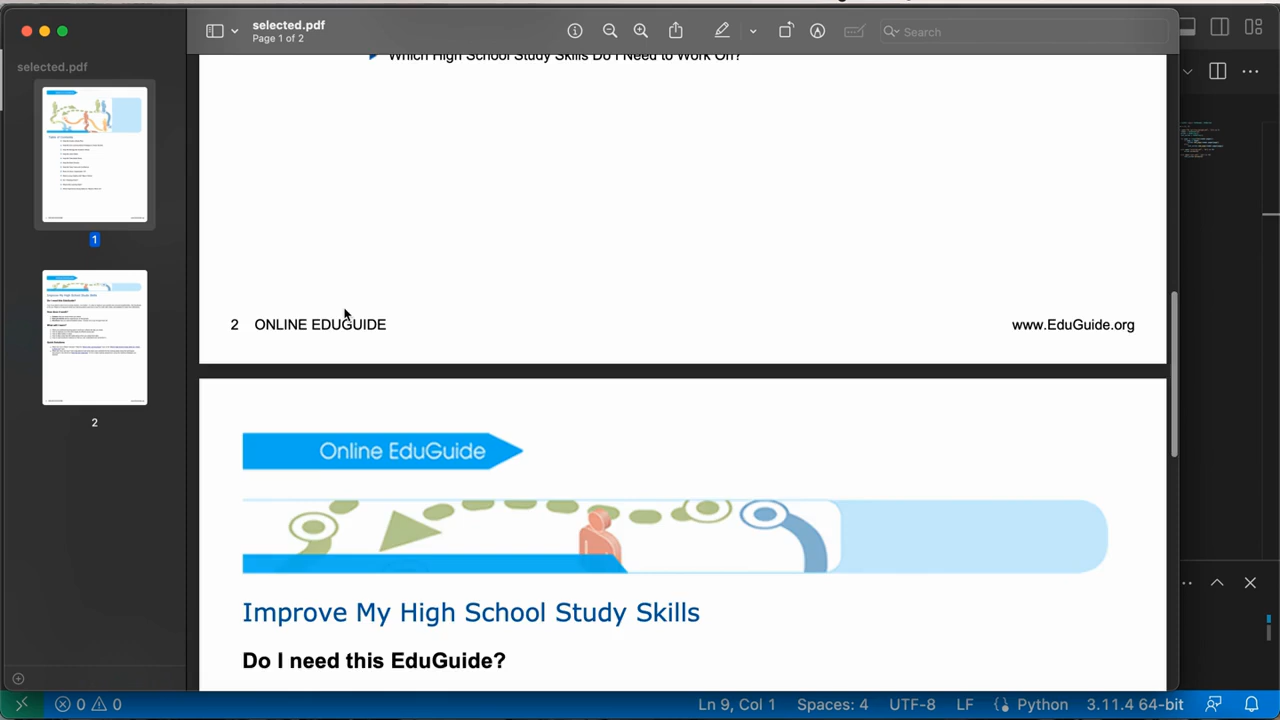 selected.pdf
Page 1 of 2
Search
selected.pdf
1
2
Which High School Study Skills Do I Need to Work On?
2 ONLINE EDUGUIDE
www.EduGuide.org
Online EduGuide
Improve My High School Study Skills
Do I need this EduGuide?
0 0
Ln 9, Col 1
Spaces: 4
UTF-8
LF
Python
3.11.4 64-bit